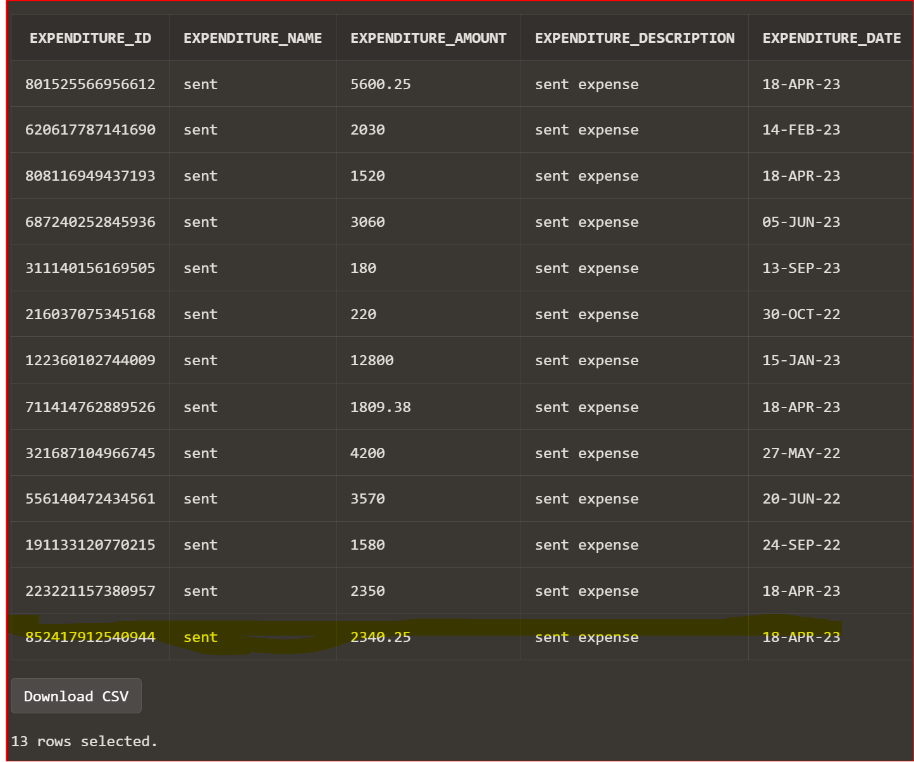 EXPENDITURE_ID EXPENDITURE_NAME EXPENDITURE_AMOUNT EXPENDITURE_DESCRIPTION EXPENDITURE_DATE
801525566956612 sent 5600.25 sent expense 18-APR-23
620617787141690 sent 2030 sent expense 14-FEB-23
808116949437193 sent 1520 sent expense 18-APR-23
687240252845936 sent 3060 sent expense 05-JUN-23
311140156169505 sent 180 sent expense 13-SEP-23
216037075345168 sent 220 sent expense 30-OCT-22
122360102744009 sent 12800 sent expense 15-JAN-23
711414762889526 sent 1809.38 sent expense 18-APR-23
321687104966745 sent 4200 sent expense 27-MAY-22
556140472434561 sent 3570 sent expense 20-JUN-22
191133120770215 sent 1580 sent expense 24-SEP-22
223221157380957 sent 2350 sent expense 18-APR-23
852417912540944 sent 2340.25 sent expense 18-APR-23
Download CSV
13 rows selected.